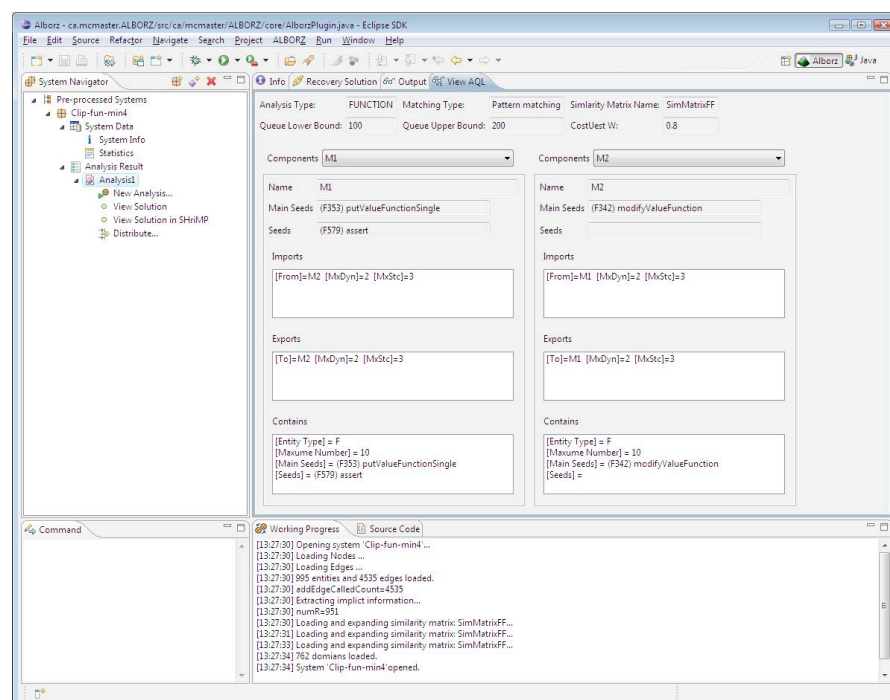 Alborz - ca.mcmaster.ALBORZ/src/ca/mcmaster/ALBORZ/core/AlborzPlugin.java - Eclipse SDK
File Edit Source Refactor Navigate Search Project ALBORZ Run Window Help
Alborz Java
System Navigator
Pre-processed Systems
Clip-fun-min4
System Data
System Info
Statistics
Analysis Result
Analysis1
New Analysis...
View Solution
View Solution in SHriMP
Distribute...
Info Recovery Solution Output View AQL
Analysis Type: FUNCTION Matching Type: Pattern matching Simlarity Matrix Name: SimMatrixFF
Queue Lower Bound: 100 Queue Upper Bound: 200 CostUest W: 0.8
Components M1
Name M1
Main Seeds (F353) putValueFunctionSingle
Seeds (F579) assert
Imports
[From]=M2 [MxDyn]=2 [MxStc]=3
Exports
[To]=M2 [MxDyn]=2 [MxStc]=3
Contains
[Entity Type] = F
[Maxume Number] = 10
[Main Seeds] = (F353) putValueFunctionSingle
[Seeds] = (F579) assert
Components M2
Name M2
Main Seeds (F342) modifyValueFunction
Seeds
Imports
[From]=M1 [MxDyn]=2 [MxStc]=3
Exports
[To]=M1 [MxDyn]=2 [MxStc]=3
Contains
[Entity Type] = F
[Maxume Number] = 10
[Main Seeds] = (F342) modifyValueFunction
[Seeds] =
Command
Working Progress Source Code
[13:27:30] Opening system 'Clip-fun-min4'...
[13:27:30] Loading Nodes ...
[13:27:30] Loading Edges ...
[13:27:30] 995 entities and 4535 edges loaded.
[13:27:30] addEdgeCalledCount=4535
[13:27:30] Extracting implict information...
[13:27:30] numR=951
[13:27:30] Loading and expanding similarity matrix: SimMatrixFF...
[13:27:31] Loading and expanding similarity matrix: SimMatrixFF...
[13:27:33] Loading and expanding similarity matrix: SimMatrixFF...
[13:27:34] 762 domians loaded.
[13:27:34] System 'Clip-fun-min4'opened.